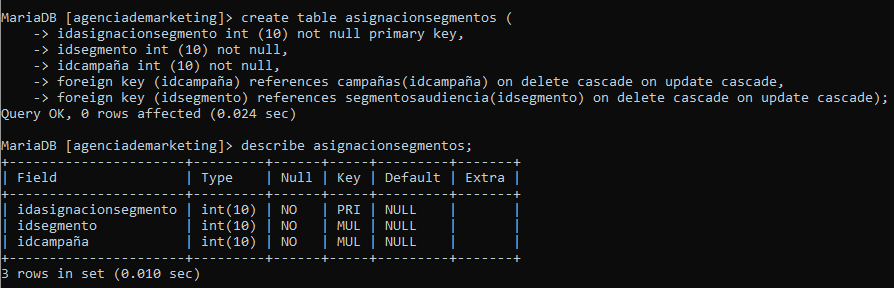 MariaDB [agenciademarketing]> create table asignacionsegmentos (
    -> idasignacionsegmento int (10) not null primary key,
    -> idsegmento int (10) not null,
    -> idcampaña int (10) not null,
    -> foreign key (idcampaña) references campañas(idcampaña) on delete cascade on update cascade,
    -> foreign key (idsegmento) references segmentosaudiencia(idsegmento) on delete cascade on update cascade);
Query OK, 0 rows affected (0.024 sec)

MariaDB [agenciademarketing]> describe asignacionsegmentos;
+----------------------+---------+------+-----+---------+-------+
| Field                | Type    | Null | Key | Default | Extra |
+----------------------+---------+------+-----+---------+-------+
| idasignacionsegmento | int(10) | NO   | PRI | NULL    |       |
| idsegmento           | int(10) | NO   | MUL | NULL    |       |
| idcampaña            | int(10) | NO   | MUL | NULL    |       |
+----------------------+---------+------+-----+---------+-------+
3 rows in set (0.010 sec)